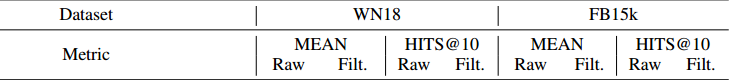 Dataset WN18 FB15k
Metric MEAN HITS@10 MEAN HITS@10
Raw Filt. Raw Filt. Raw Filt. Raw Filt.